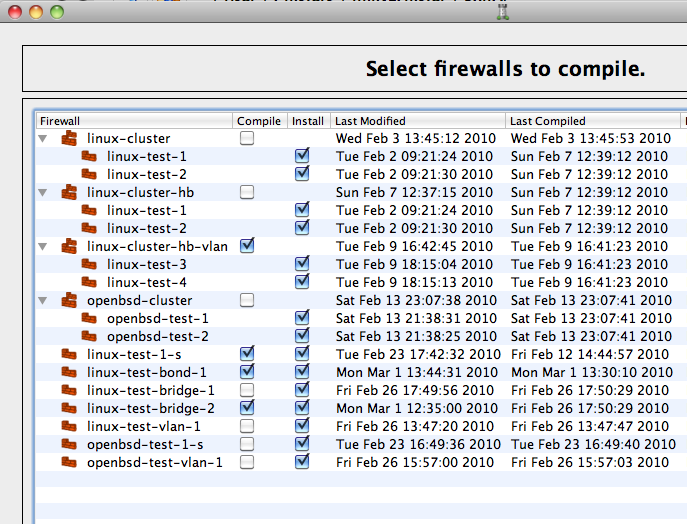 Select firewalls to compile.
Firewall Compile Install Last Modified Last Compiled
linux-cluster Wed Feb 3 13:45:12 2010 Wed Feb 3 13:45:53 2010
linux-test-1 Tue Feb 2 09:21:24 2010 Sun Feb 7 12:39:12 2010
linux-test-2 Tue Feb 2 09:21:30 2010 Sun Feb 7 12:39:12 2010
linux-cluster-hb Sun Feb 7 12:37:15 2010 Sun Feb 7 12:39:12 2010
linux-test-1 Tue Feb 2 09:21:24 2010 Sun Feb 7 12:39:12 2010
linux-test-2 Tue Feb 2 09:21:30 2010 Sun Feb 7 12:39:12 2010
linux-cluster-hb-vlan Tue Feb 9 16:42:45 2010 Tue Feb 9 16:41:23 2010
linux-test-3 Tue Feb 9 18:15:04 2010 Tue Feb 9 16:41:23 2010
linux-test-4 Tue Feb 9 18:15:13 2010 Tue Feb 9 16:41:23 2010
openbsd-cluster Sat Feb 13 23:07:38 2010 Sat Feb 13 23:07:41 2010
openbsd-test-1 Sat Feb 13 21:38:31 2010 Sat Feb 13 23:07:41 2010
openbsd-test-2 Sat Feb 13 21:38:25 2010 Sat Feb 13 23:07:41 2010
linux-test-1-s Tue Feb 23 17:42:32 2010 Fri Feb 12 14:44:57 2010
linux-test-bond-1 Mon Mar 1 13:44:31 2010 Mon Mar 1 13:30:10 2010
linux-test-bridge-1 Fri Feb 26 17:49:56 2010 Fri Feb 26 17:50:29 2010
linux-test-bridge-2 Mon Mar 1 12:35:00 2010 Fri Feb 26 17:50:29 2010
linux-test-vlan-1 Fri Feb 26 13:47:20 2010 Fri Feb 26 13:47:47 2010
openbsd-test-1-s Tue Feb 23 16:49:36 2010 Tue Feb 23 16:49:40 2010
openbsd-test-vlan-1 Fri Feb 26 15:57:00 2010 Fri Feb 26 15:57:03 2010